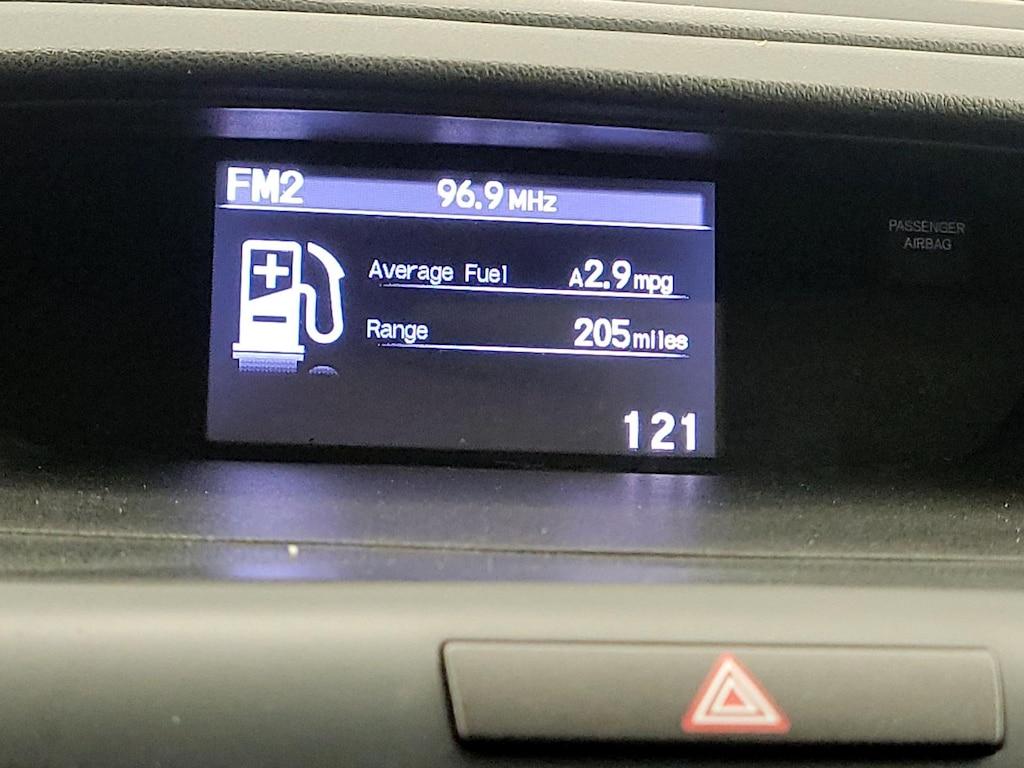 FM2 96.9 MHz
PASSENGER
AIRBAG
Average Fuel A2.9 mpg
Range 205 miles
121